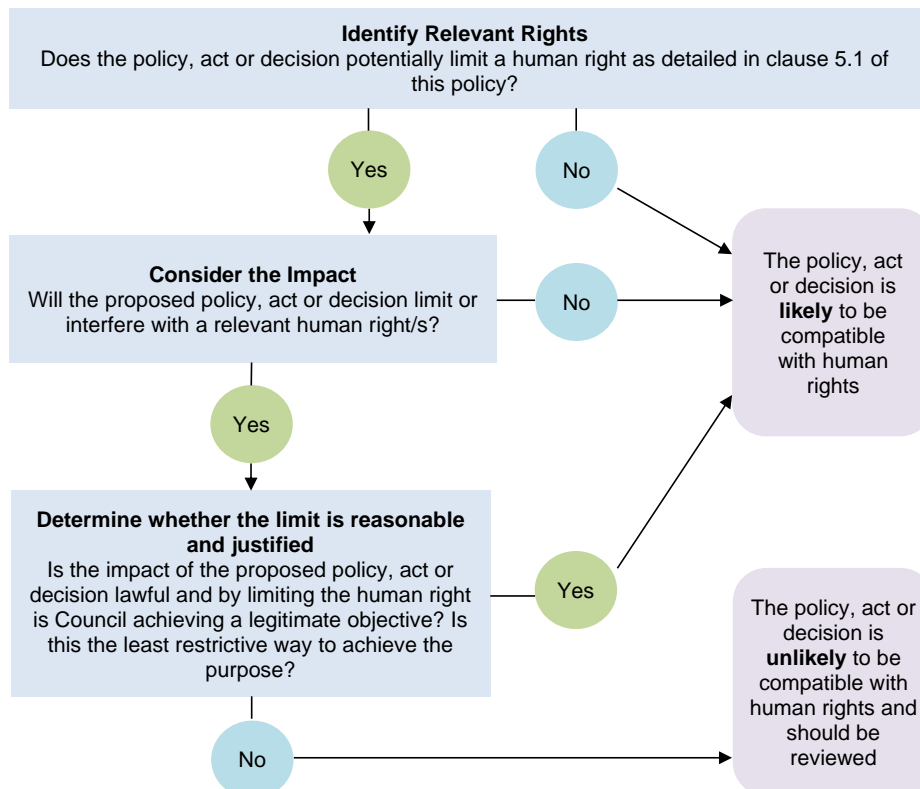 Identify Relevant Rights
Does the policy, act or decision potentially limit a human right as detailed in clause 5.1 of
this policy?
Yes
No
Consider the Impact
Will the proposed policy, act or decision limit or
interfere with a relevant human right/s?
No
The policy, act
or decision is
likely to be
compatible
with human
rights
Yes
Determine whether the limit is reasonable
and justified
Is the impact of the proposed policy, act or
decision lawful and by limiting the human right
is Council achieving a legitimate objective? Is
this the least restrictive way to achieve the
purpose?
Yes
The policy, act or
decision is
unlikely to be
compatible with
human rights and
should be
reviewed
No